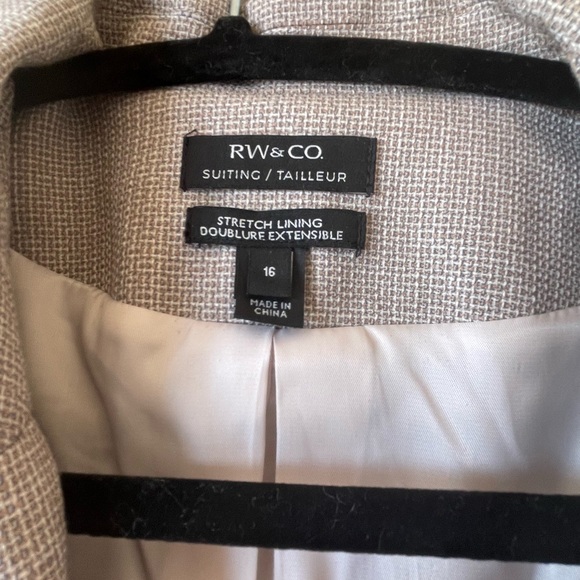 RW&CO.
SUITING / TAILLEUR
STRETCH LINING
DOUBLURE EXTENSIBLE
16
MADE IN
CHINA